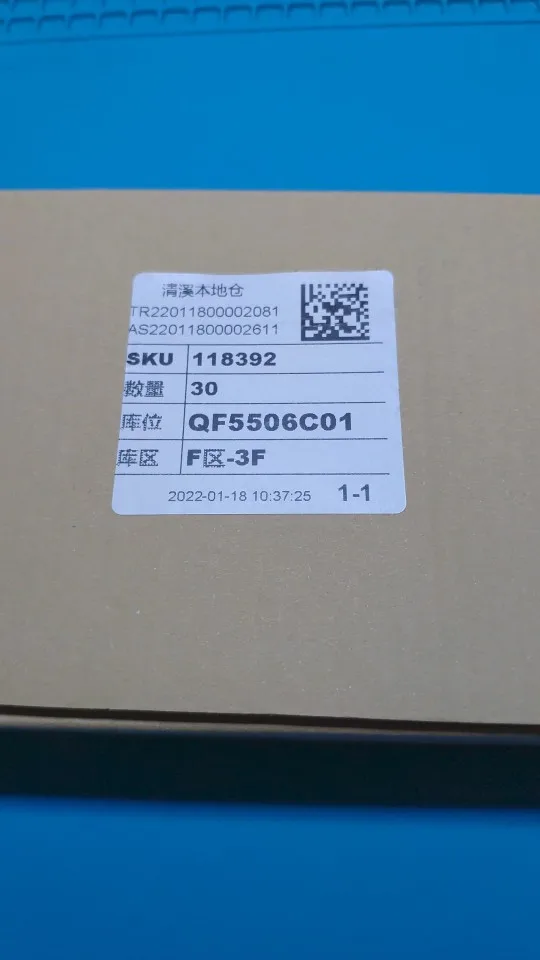 清溪本地仓
TR22011800002081
AS22011800002611
SKU 118392
数量 30
库位 QF5506C01
库区 F区-3F
2022-01-18 10:37:25 1-1